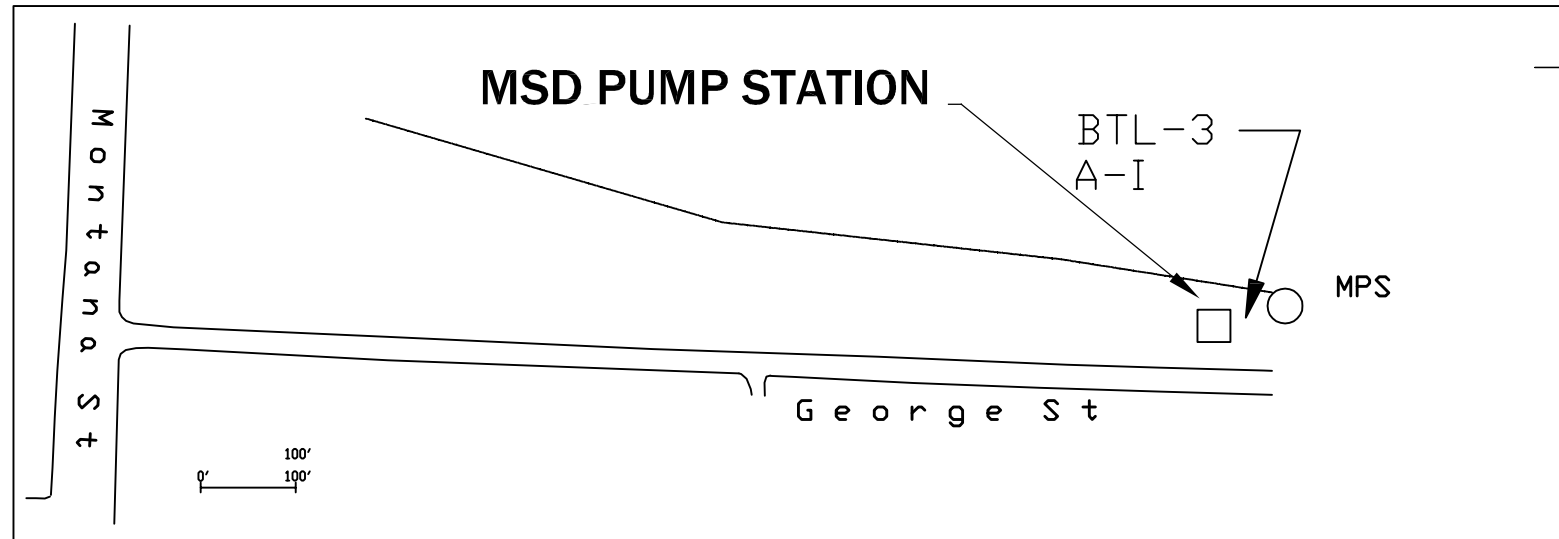 MSD PUMP STATION
BTL-3
A-I
Montana St
MPS
George St
100'
0' 100'